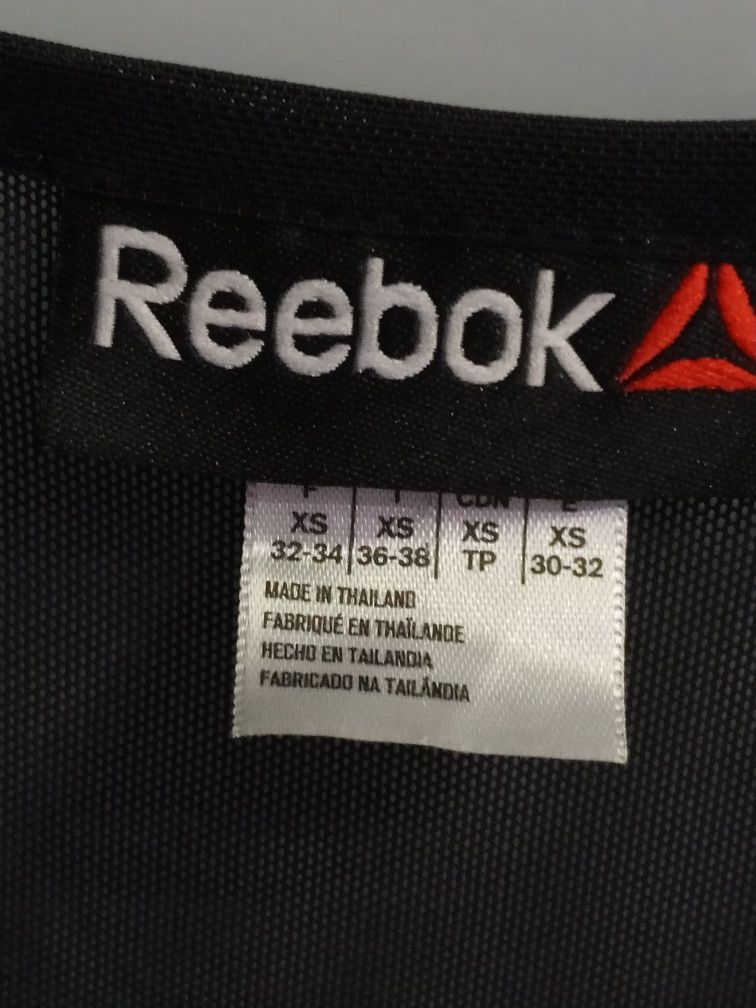 Reebok
F I CDN E
XS XS XS XS
32-34 36-38 TP 30-32
MADE IN THAILAND
FABRIQUÉ EN THAÏLANDE
HECHO EN TAILANDIA
FABRICADO NA TAILÂNDIA